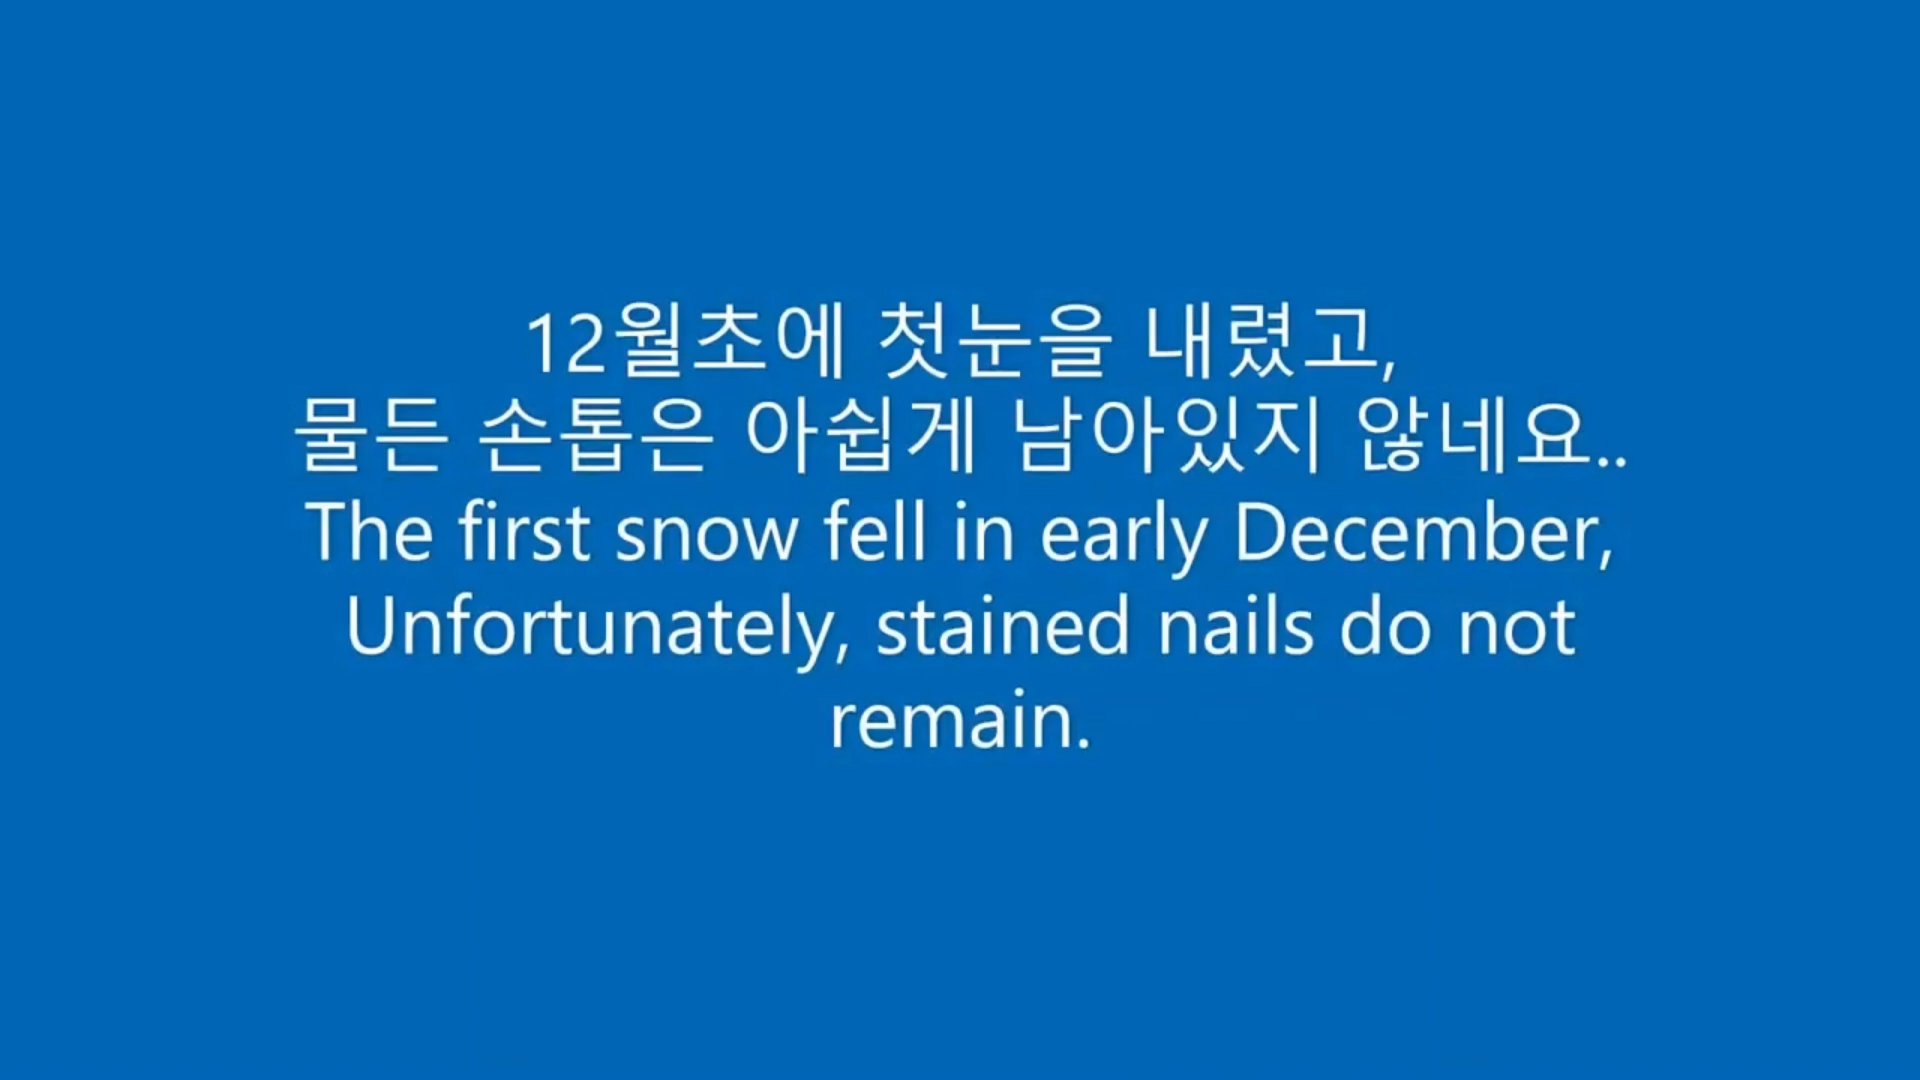 12월초에 첫눈을 내렸고,
물든 손톱은 아쉽게 남아있지 않네요..
The first snow fell in early December,
Unfortunately, stained nails do not
remain.